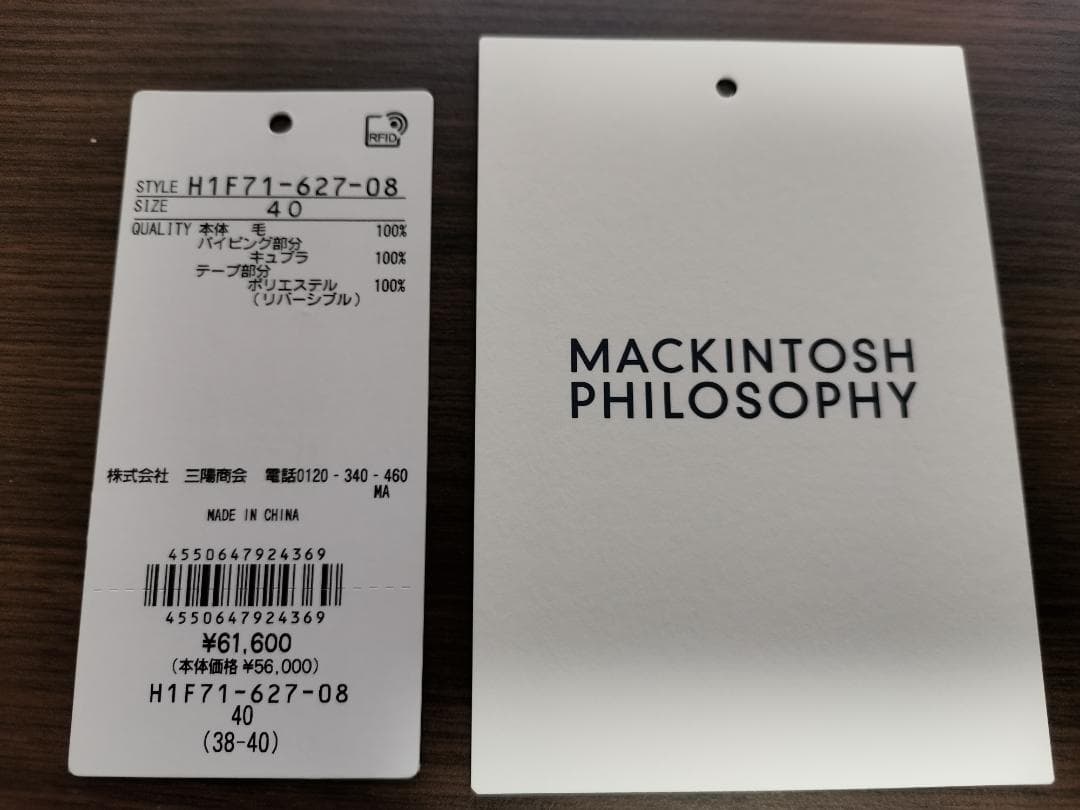 RFID
STYLE H1F71-627-08
SIZE 40
QUALITY 本体 毛 100%
パイピング部分
キュプラ 100%
テープ部分
ポリエステル 100%
(リバーシブル)
株式会社 三陽商会 電話0120-340-460
MA
MADE IN CHINA
4550647924369
4550647924369
¥61,600
(本体価格 ¥56,000)
H1F71-627-08
40
(38-40)
MACKINTOSH
PHILOSOPHY